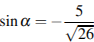 sin α = −5/√26